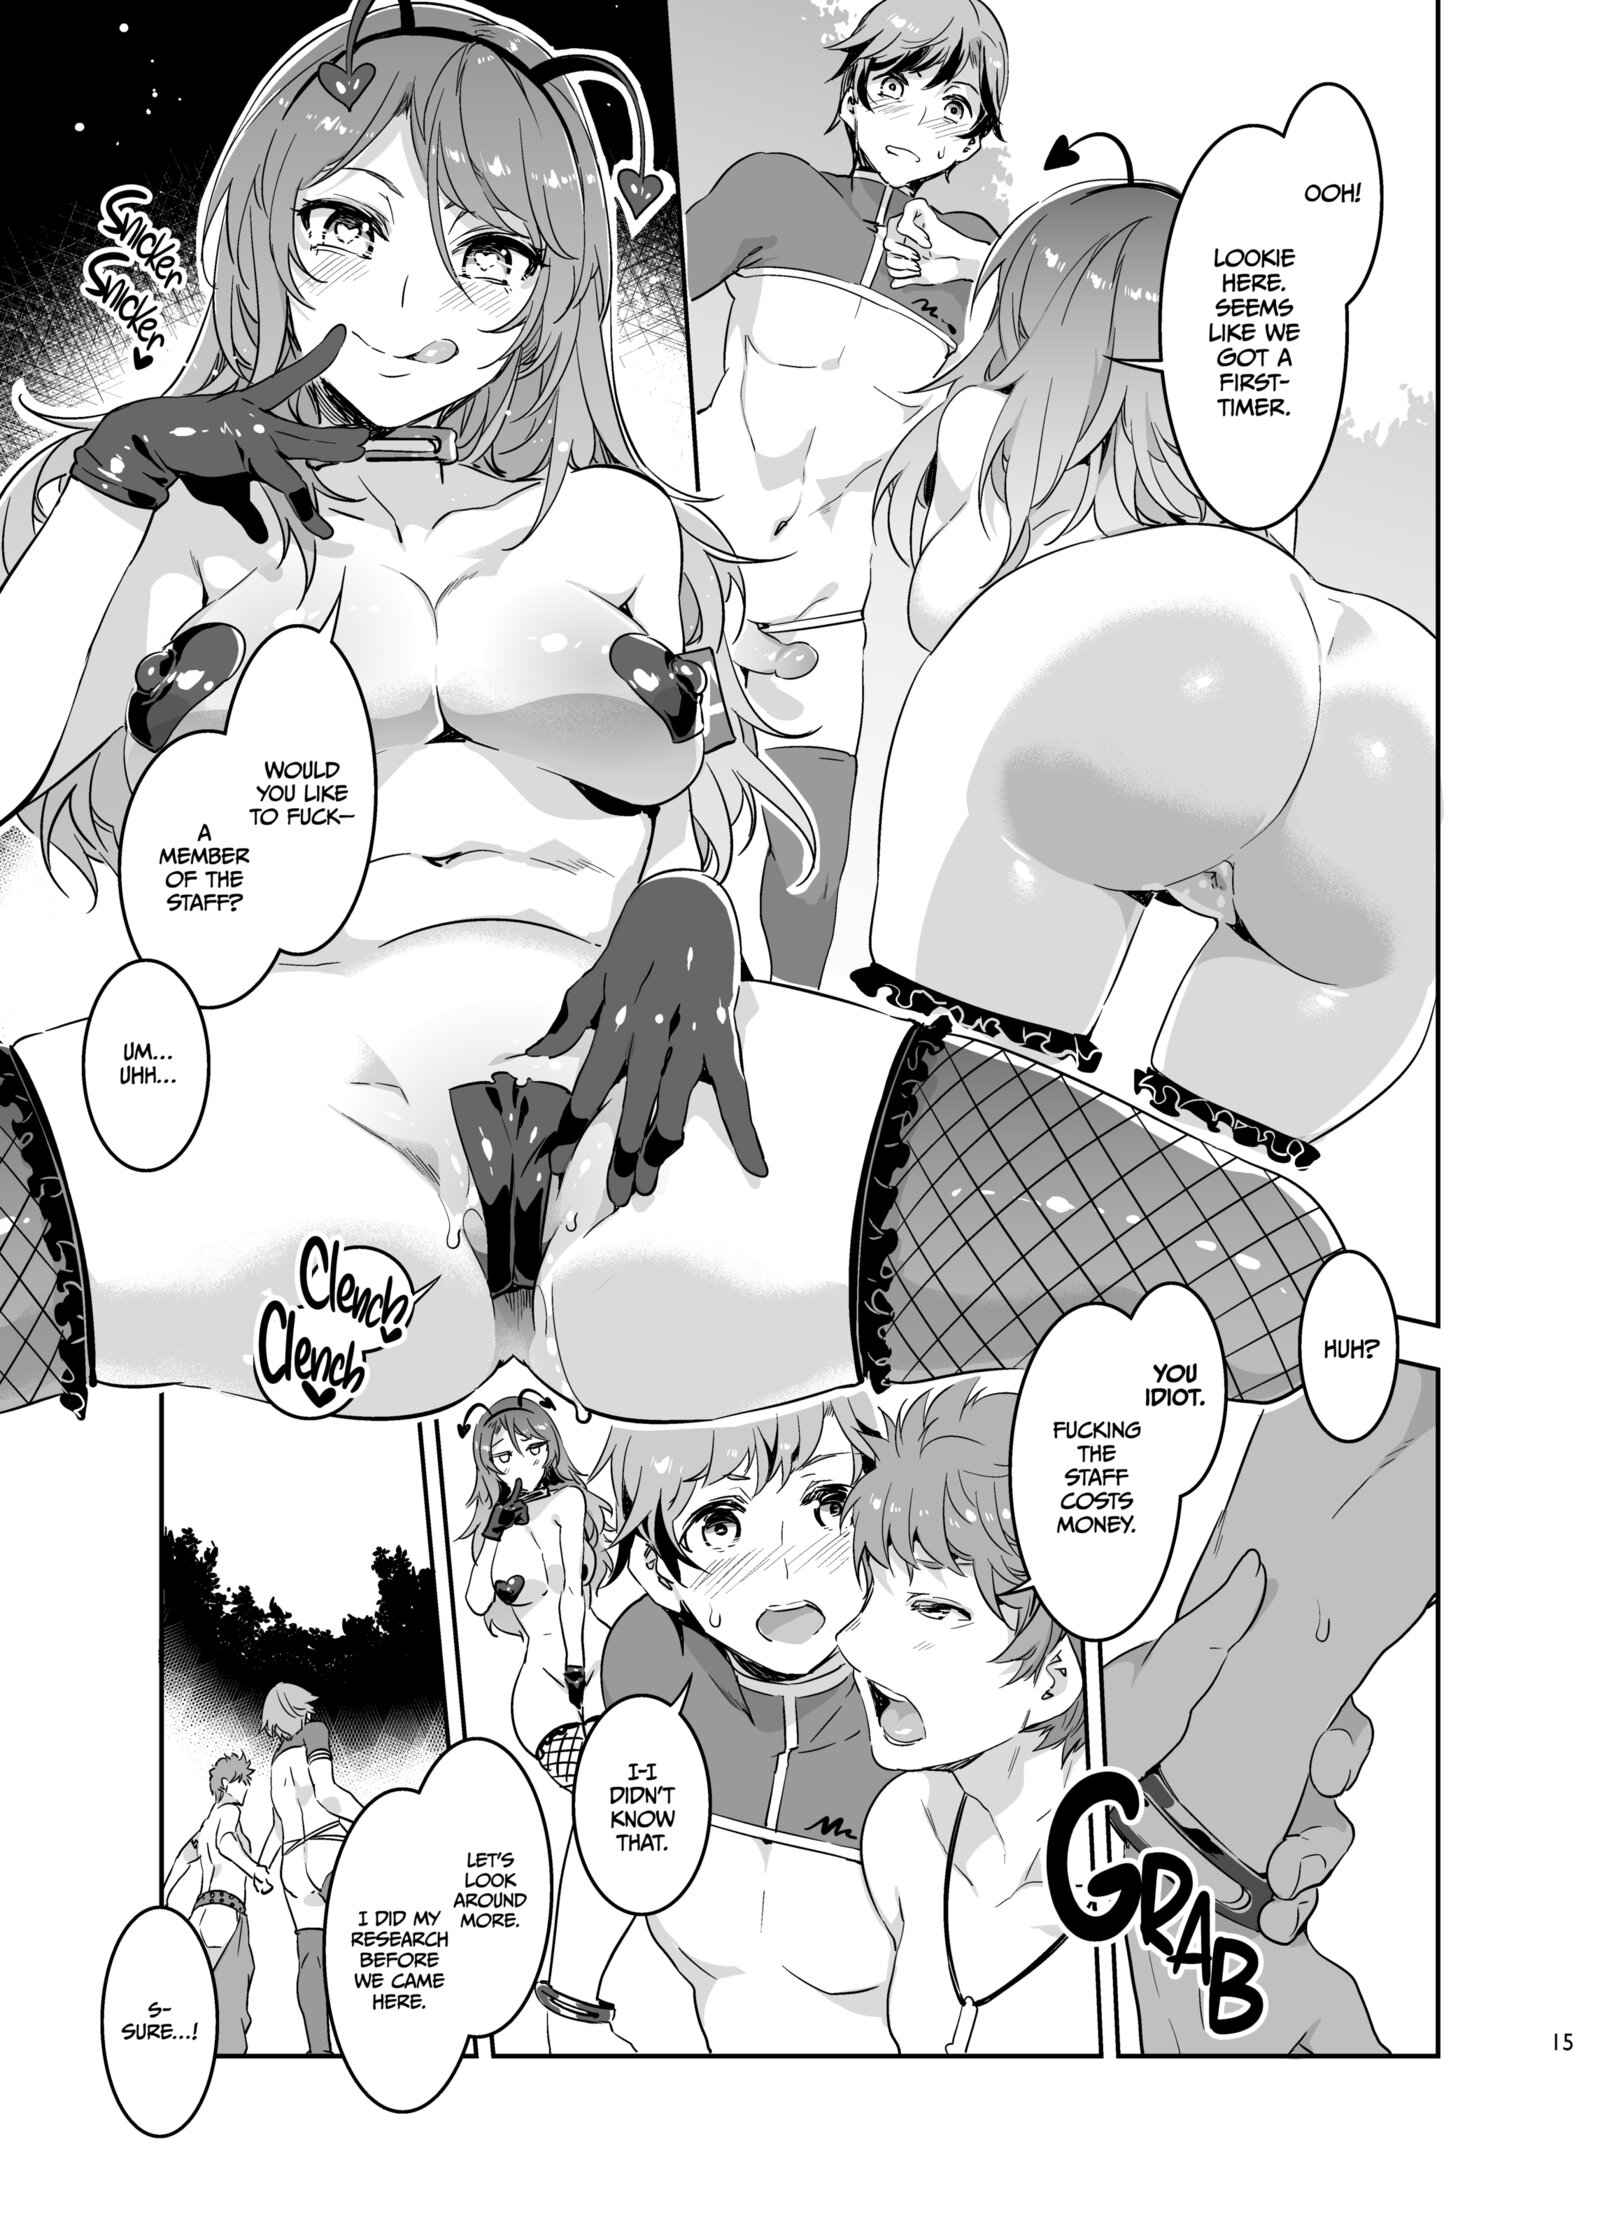 OOH!
LOOKIE
HERE.
SEEMS
LIKE WE
GOT A
FIRST-
TIMER.
Snicker
Snicker
WOULD
YOU LIKE
TO FUCK—
A
MEMBER
OF THE
STAFF?
UM...
UHH...
Clench
Clench
HUH?
YOU
IDIOT.
FUCKING
THE
STAFF
COSTS
MONEY.
GRAB
I-I
DIDN'T
KNOW
THAT.
LET'S
LOOK
AROUND
MORE.
I DID MY
RESEARCH
BEFORE
WE CAME
HERE.
S-
SURE...!
15